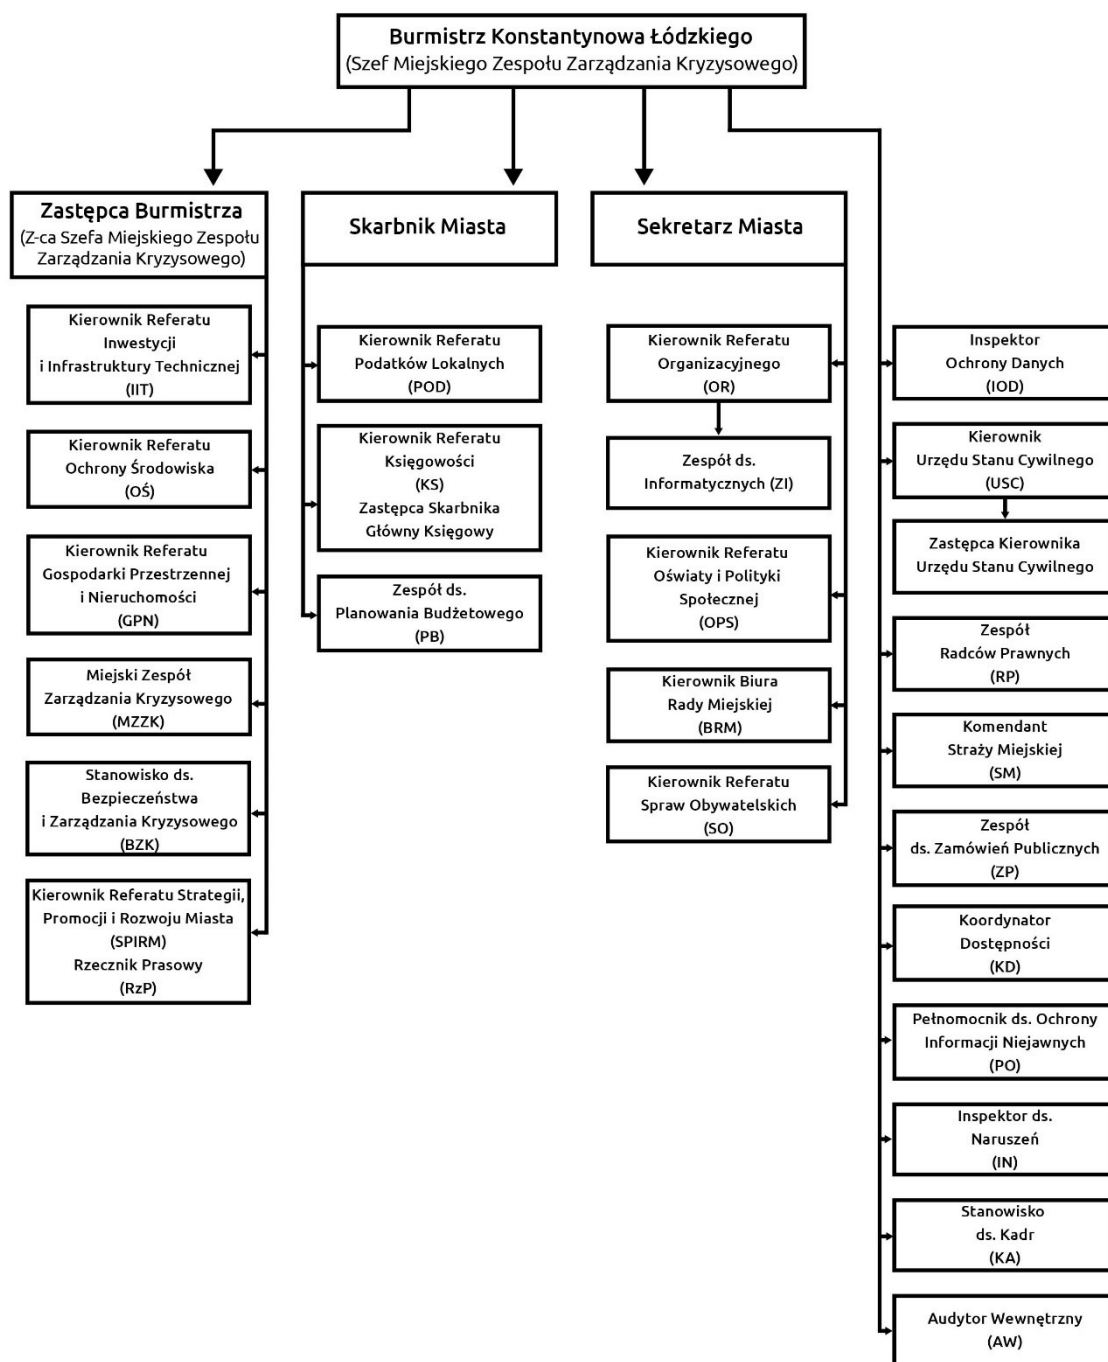 Burmistrz Konstantynowa Łódzkiego
(Szef Miejskiego Zespołu Zarządzania Kryzysowego)
Zastępca Burmistrza
(Z-ca Szefa Miejskiego Zespołu
Zarządzania Kryzysowego)
Kierownik Referatu
Inwestycji
i Infrastruktury Technicznej
(IIT)
Kierownik Referatu
Ochrony Środowiska
(OŚ)
Kierownik Referatu
Gospodarki Przestrzennej
i Nieruchomości
(GPN)
Miejski Zespół
Zarządzania Kryzysowego
(MZZK)
Stanowisko ds.
Bezpieczeństwa
i Zarządzania Kryzysowego
(BZK)
Kierownik Referatu Strategii,
Promocji i Rozwoju Miasta
(SPIRM)
Rzecznik Prasowy
(RzP)
Skarbnik Miasta
Kierownik Referatu
Podatków Lokalnych
(POD)
Kierownik Referatu
Księgowości
(KS)
Zastępca Skarbnika
Główny Księgowy
Zespół ds.
Planowania Budżetowego
(PB)
Sekretarz Miasta
Kierownik Referatu
Organizacyjnego
(OR)
Zespół ds.
Informatycznych (ZI)
Kierownik Referatu
Oświaty i Polityki
Społecznej
(OPS)
Kierownik Biura
Rady Miejskiej
(BRM)
Kierownik Referatu
Spraw Obywatelskich
(SO)
Inspektor
Ochrony Danych
(IOD)
Kierownik
Urzędu Stanu Cywilnego
(USC)
Zastępca Kierownika
Urzędu Stanu Cywilnego
Zespół
Radców Prawnych
(RP)
Komendant
Straży Miejskiej
(SM)
Zespół
ds. Zamówień Publicznych
(ZP)
Koordynator
Dostępności
(KD)
Pełnomocnik ds. Ochrony
Informacji Niejawnych
(PO)
Inspektor ds.
Naruszeń
(IN)
Stanowisko
ds. Kadr
(KA)
Audytor Wewnętrzny
(AW)